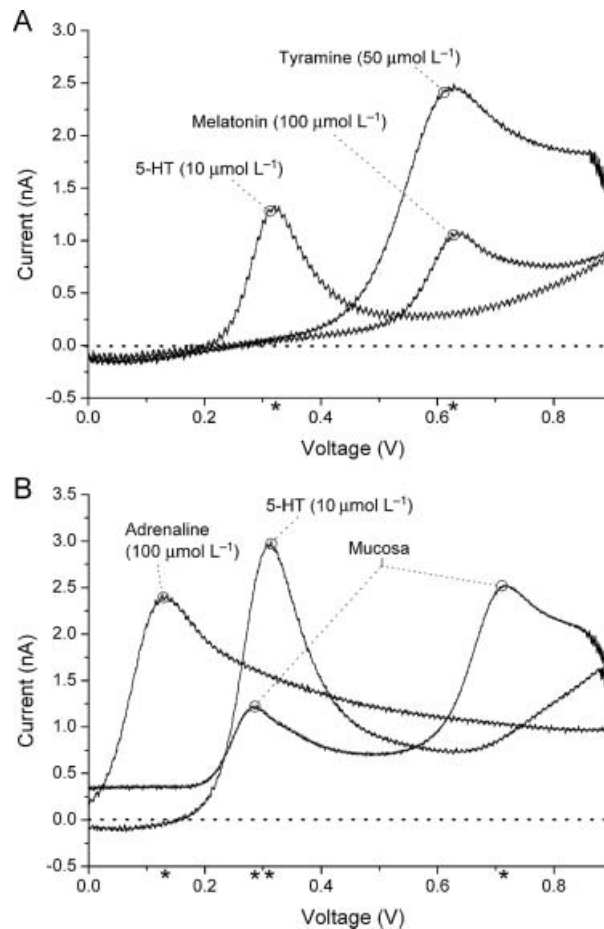 A
3.0
Tyramine (50 μmol L⁻¹)
2.5
Melatonin (100 μmol L⁻¹)
2.0
5-HT (10 μmol L⁻¹)
1.5
1.0
0.5
0.0
-0.5
Current (nA)
0.0 0.2 0.4 0.6 0.8
* *
Voltage (V)
B
3.5
5-HT (10 μmol L⁻¹)
3.0
Adrenaline
(100 μmol L⁻¹)
Mucosa
2.5
2.0
1.5
1.0
0.5
0.0
-0.5
Current (nA)
0.0 0.2 0.4 0.6 0.8
* ** *
Voltage (V)